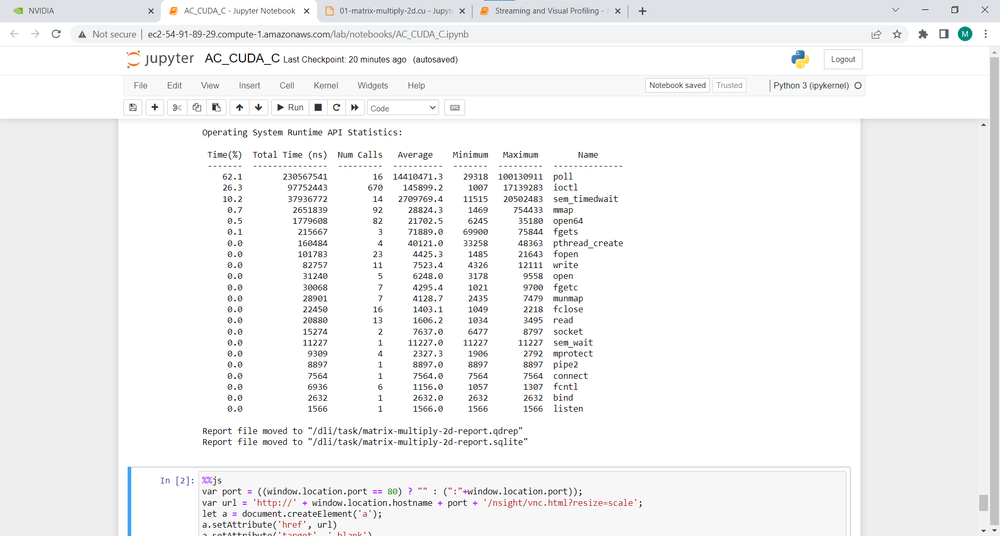 NVIDIA
AC_CUDA_C - Jupyter Notebook
01-matrix-multiply-2d.cu - Jupyte
Streaming and Visual Profiling - J
Not secure
ec2-54-91-89-29.compute-1.amazonaws.com/lab/notebooks/AC_CUDA_C.ipynb
M
jupyter AC_CUDA_C Last Checkpoint: 20 minutes ago (autosaved)
Logout
File Edit View Insert Cell Kernel Widgets Help
Notebook saved Trusted Python 3 (ipykernel)
Run Code
Operating System Runtime API Statistics:
Time(%) Total Time (ns) Num Calls Average Minimum Maximum Name
------- --------------- --------- ---------- ------- --------- --------------
62.1 230567541 16 14410471.3 29318 100130911 poll
26.3 97752443 670 145899.2 1007 17139283 ioctl
10.2 37936772 14 2709769.4 11515 20502483 sem_timedwait
0.7 2651839 92 28824.3 1469 754433 mmap
0.5 1779608 82 21702.5 6245 35180 open64
0.1 215667 3 71889.0 69900 75844 fgets
0.0 160484 4 40121.0 33258 48363 pthread_create
0.0 101783 23 4425.3 1485 21643 fopen
0.0 82757 11 7523.4 4326 12111 write
0.0 31240 5 6248.0 3178 9558 open
0.0 30068 7 4295.4 1021 9700 fgetc
0.0 28901 7 4128.7 2435 7479 munmap
0.0 22450 16 1403.1 1049 2218 fclose
0.0 20880 13 1606.2 1034 3495 read
0.0 15274 2 7637.0 6477 8797 socket
0.0 11227 1 11227.0 11227 11227 sem_wait
0.0 9309 4 2327.3 1906 2792 mprotect
0.0 8897 1 8897.0 8897 8897 pipe2
0.0 7564 1 7564.0 7564 7564 connect
0.0 6936 6 1156.0 1057 1307 fcntl
0.0 2632 1 2632.0 2632 2632 bind
0.0 1566 1 1566.0 1566 1566 listen
Report file moved to "/dli/task/matrix-multiply-2d-report.qdrep"
Report file moved to "/dli/task/matrix-multiply-2d-report.sqlite"
In [2]: %%js
var port = ((window.location.port == 80) ? "" : (":"+window.location.port));
var url = 'http://' + window.location.hostname + port + '/nsight/vnc.html?resize=scale';
let a = document.createElement('a');
a.setAttribute('href', url)
a.setAttribute('target', '_blank')